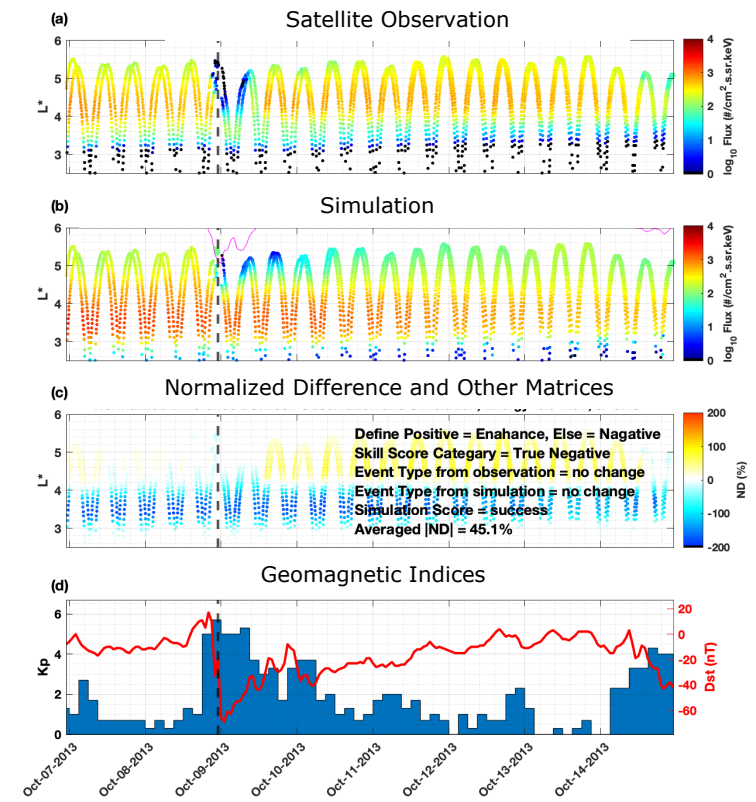 Satellite Observation
(a)
6
5
4
3
L*
4
3
2
1
0
log10 Flux (#/cm2.s.sr.keV)
Simulation
(b)
6
5
4
3
L*
4
3
2
1
0
log10 Flux (#/cm2.s.sr.keV)
Normalized Difference and Other Matrices
(c)
6
5
4
3
L*
Define Positive = Enahance, Else = Nagative
Skill Score Categary = True Negative
Event Type from observation = no change
Event Type from simulation = no change
Simulation Score = success
Averaged |ND| = 45.1%
200
100
0
-100
-200
ND (%)
Geomagnetic Indices
(d)
6
4
2
0
Kp
20
0
-20
-40
-60
Dst (nT)
Oct-07-2013
Oct-08-2013
Oct-09-2013
Oct-10-2013
Oct-11-2013
Oct-12-2013
Oct-13-2013
Oct-14-2013